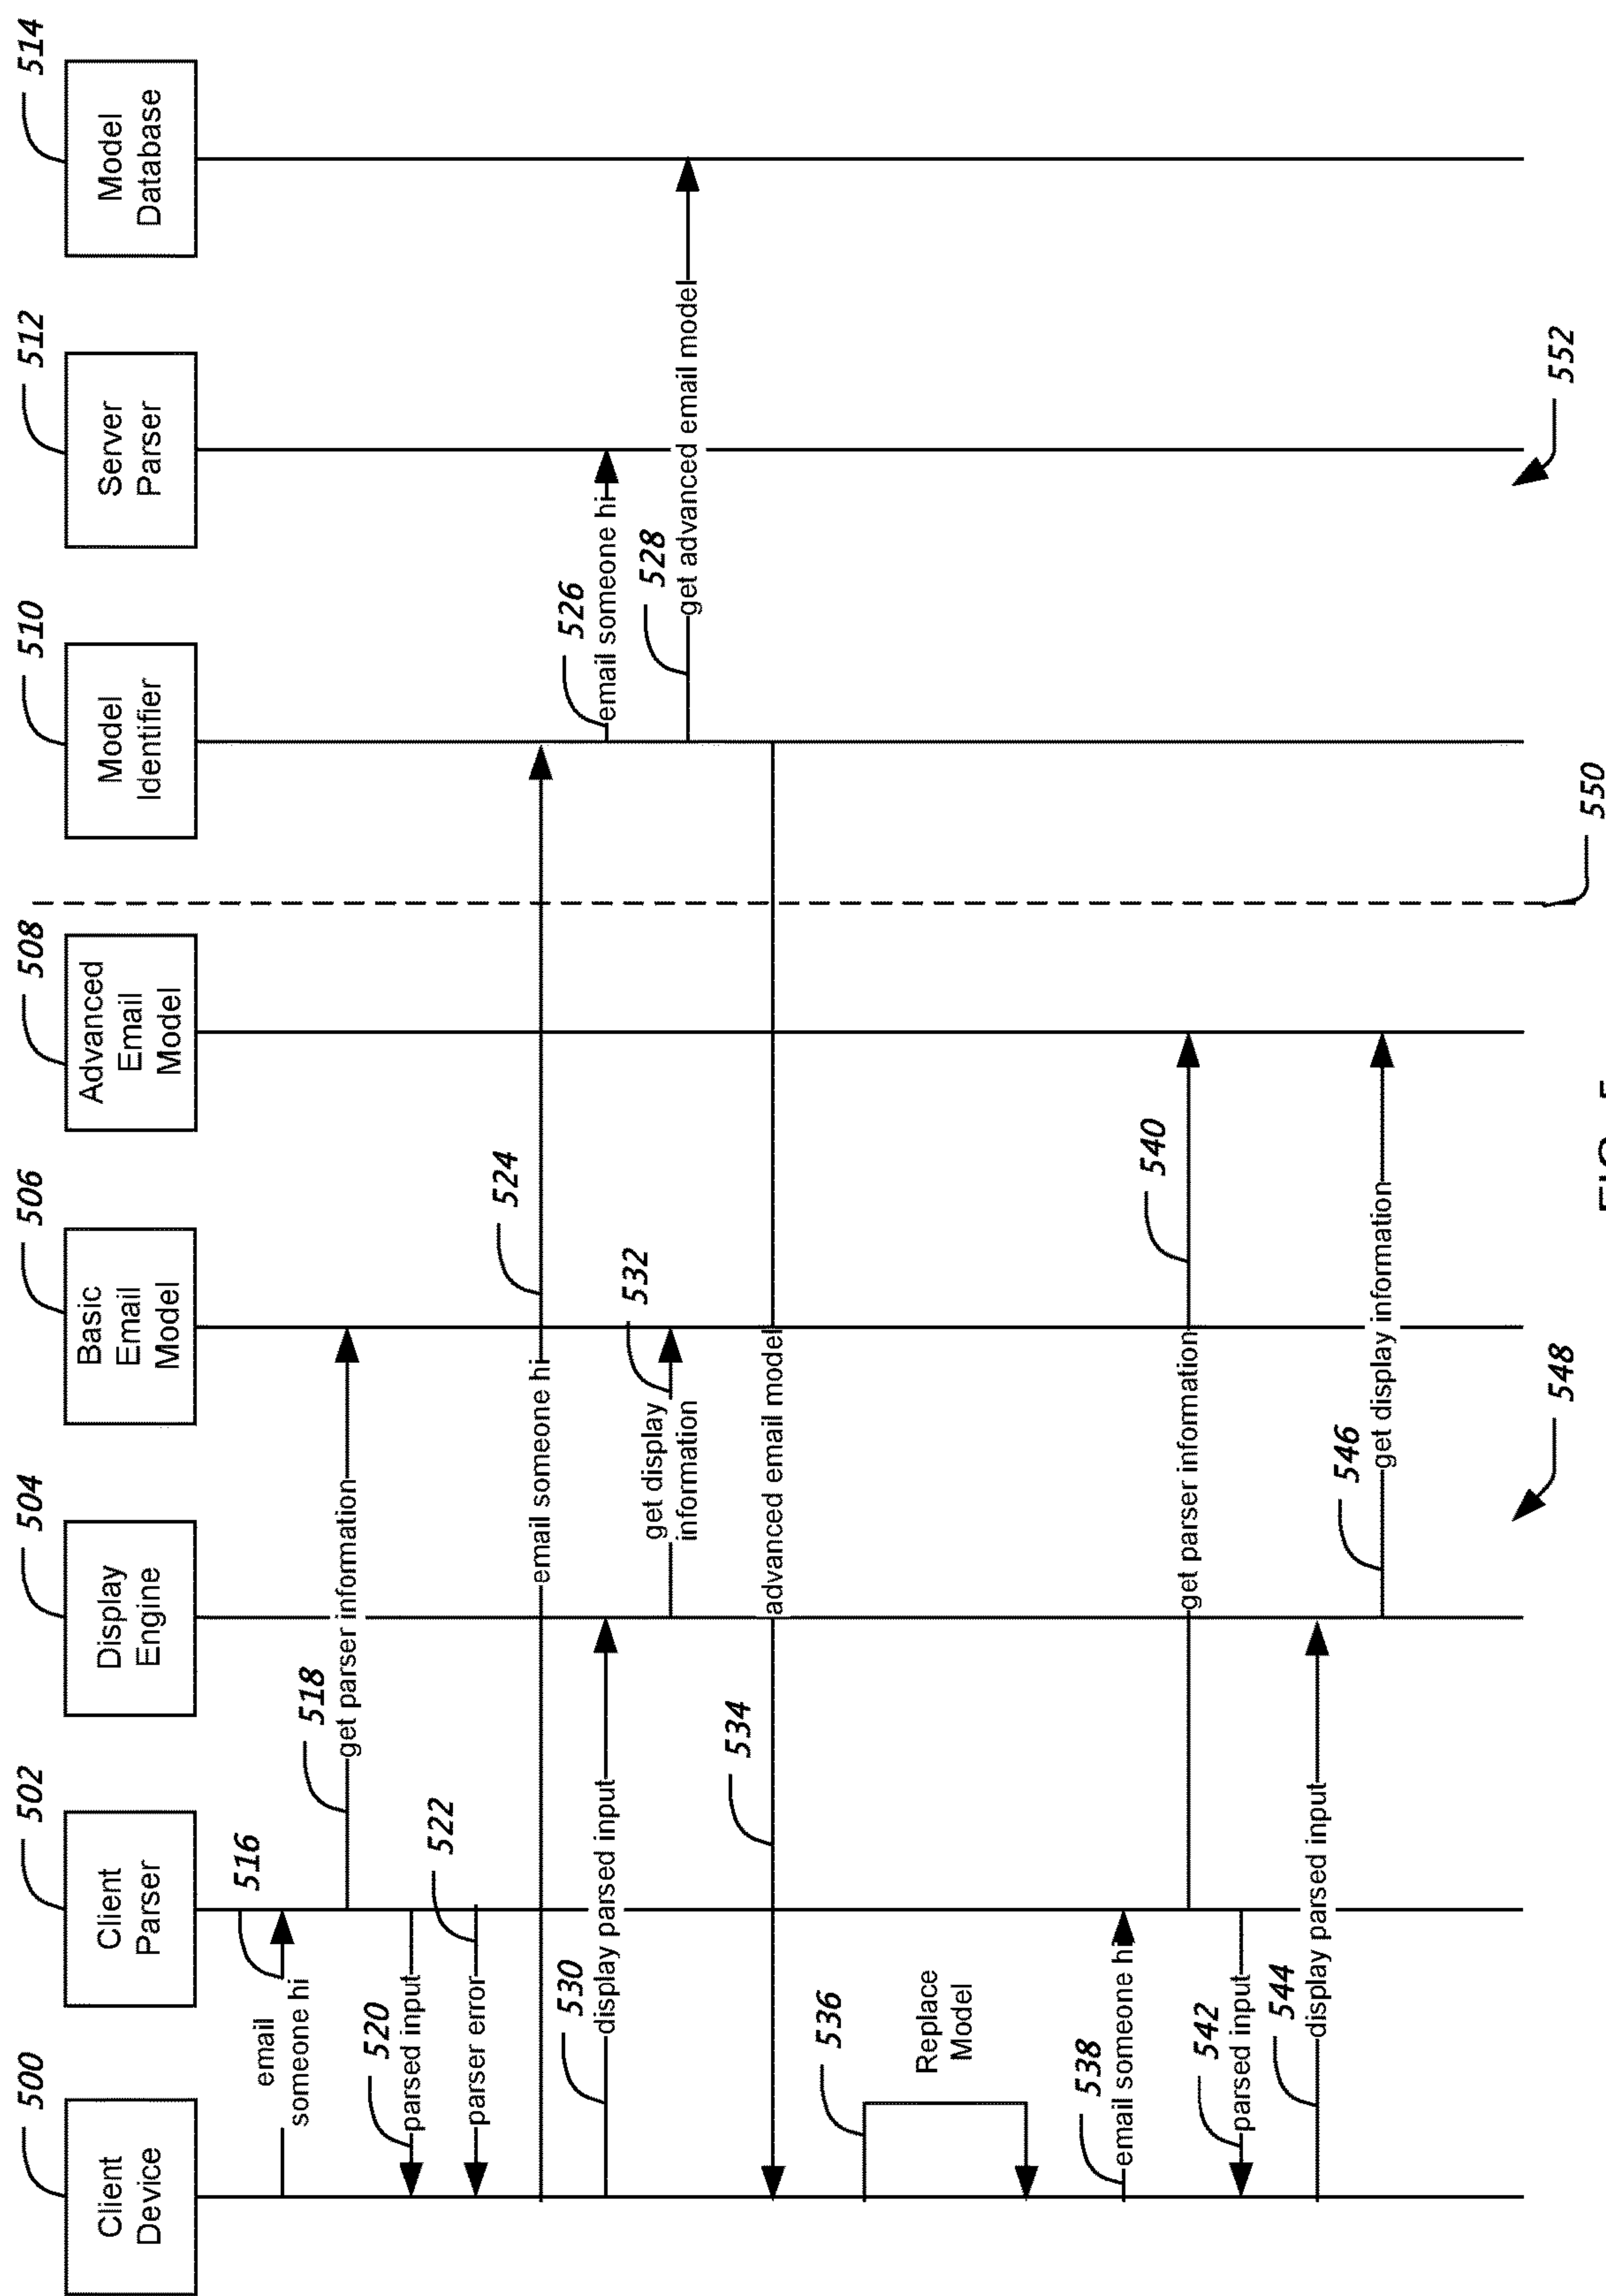 500
Client
Device
502
Client
Parser
504
Display
Engine
506
Basic
Email
Model
508
Advanced
Email
Model
510
Model
Identifier
512
Server
Parser
514
Model
Database
516
email
someone hi
518
get parser information
520
parsed input
522
parser error
524
email someone hi
526
email someone hi
530
display parsed input
532
get display
information
528
get advanced email model
534
advanced email model
536
Replace
Model
538
email someone hi
540
get parser information
542
parsed input
544
display parsed input
546
get display information
548
550
552